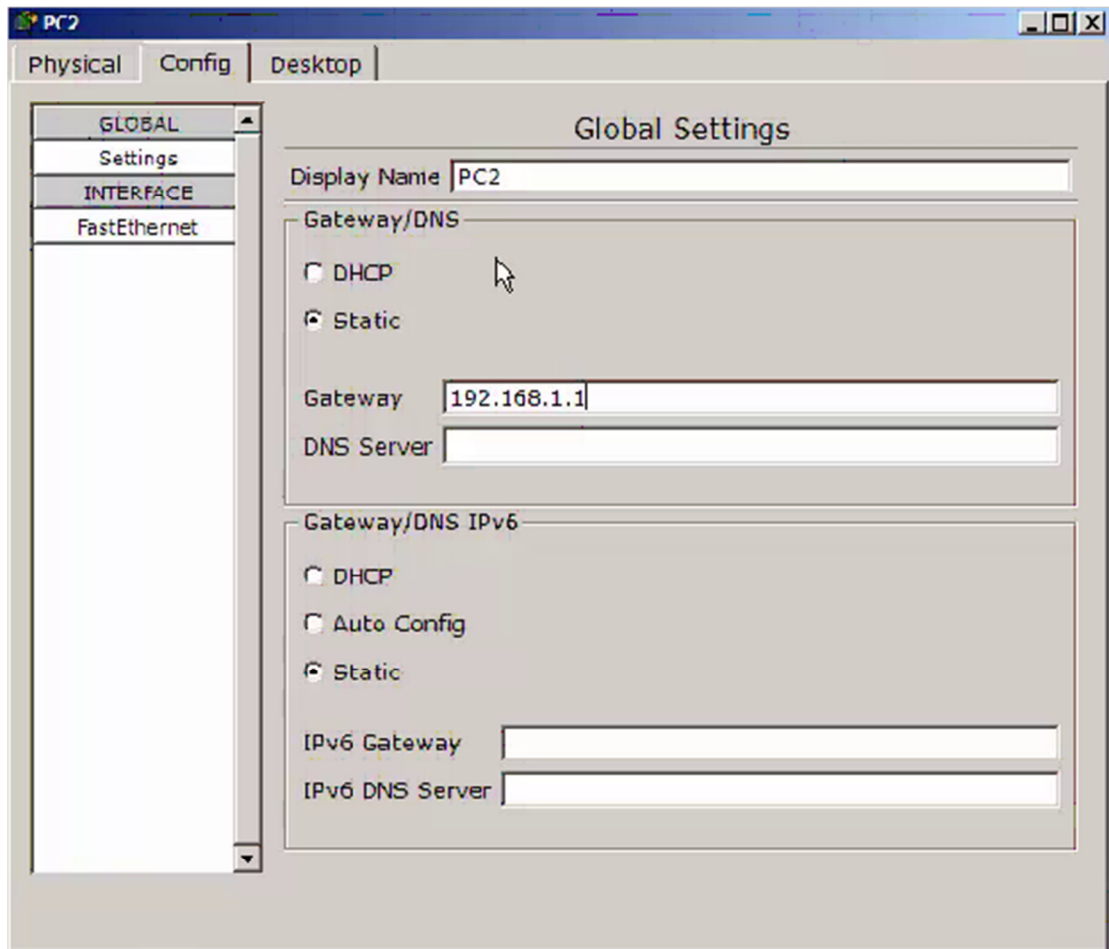 PC2
Physical Config Desktop
GLOBAL
Settings
INTERFACE
FastEthernet
Global Settings
Display Name PC2
Gateway/DNS
DHCP
Static
Gateway 192.168.1.1
DNS Server
Gateway/DNS IPv6
DHCP
Auto Config
Static
IPv6 Gateway
IPv6 DNS Server